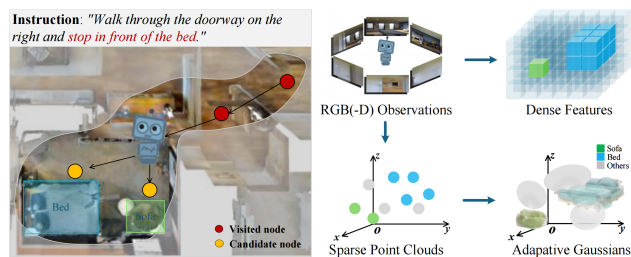 Instruction: "Walk through the doorway on the
right and stop in front of the bed."
Bed
Sofa
Visited node
Candidate node
RGB(-D) Observations
Dense Features
z
x
o
y
Sparse Point Clouds
Sofa
Bed
Others
z
x
o
y
Adapative Gaussians